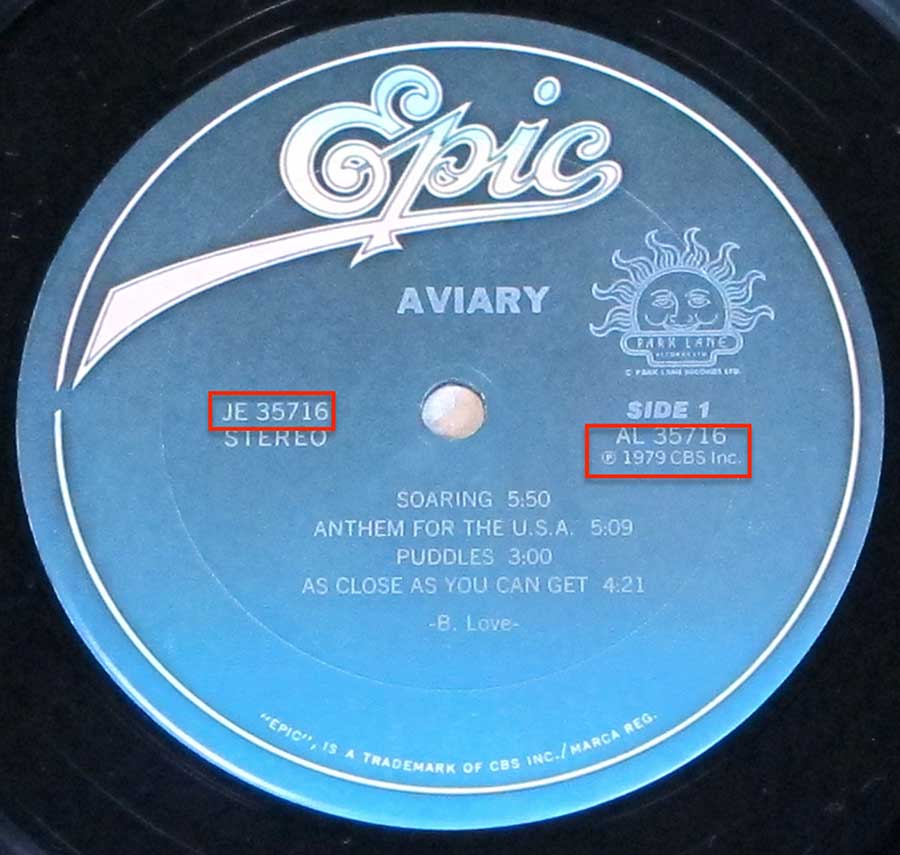 Epic
AVIARY
PARK LANE
RECORDS LTD.
© PARK LANE RECORDS LTD.
JE 35716
STEREO
SIDE 1
AL 35716
℗ 1979 CBS Inc.
SOARING 5:50
ANTHEM FOR THE U.S.A. 5:09
PUDDLES 3:00
AS CLOSE AS YOU CAN GET 4:21
-B. Love-
"EPIC", IS A TRADEMARK OF CBS INC./MARCA REG.